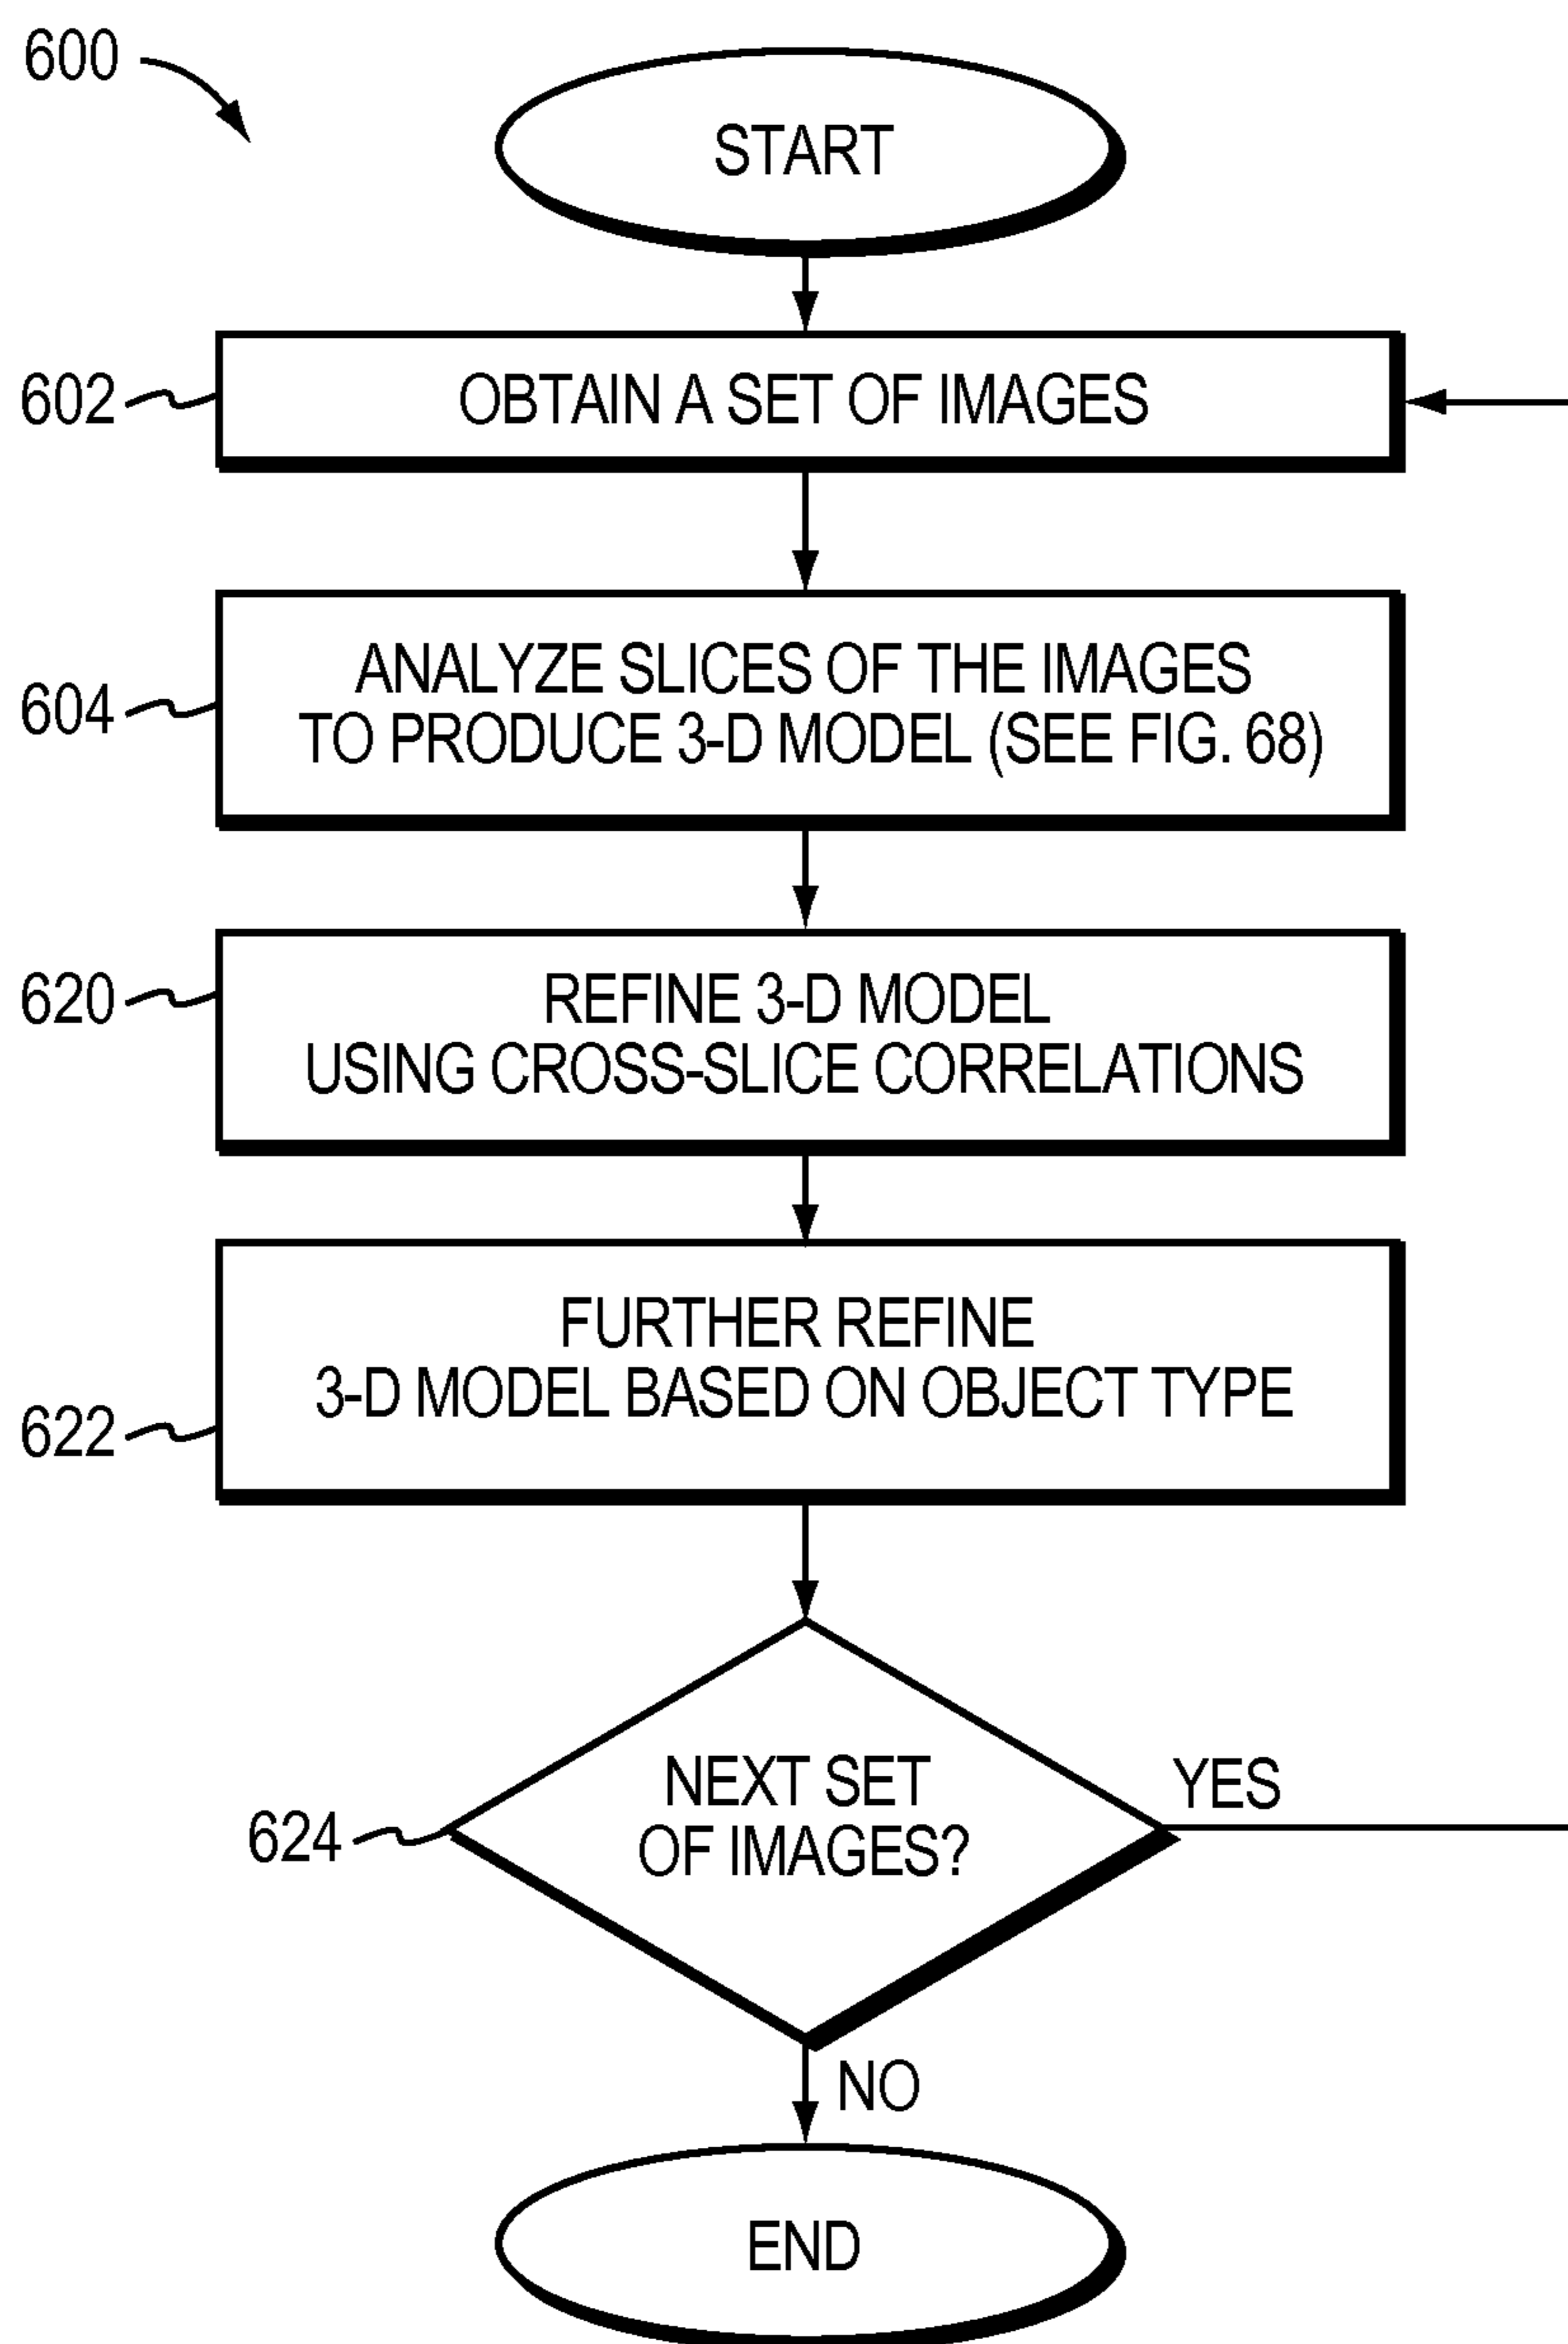 600
START
602
OBTAIN A SET OF IMAGES
604
ANALYZE SLICES OF THE IMAGES
TO PRODUCE 3-D MODEL (SEE FIG. 68)
620
REFINE 3-D MODEL
USING CROSS-SLICE CORRELATIONS
622
FURTHER REFINE
3-D MODEL BASED ON OBJECT TYPE
624
NEXT SET
OF IMAGES?
YES
NO
END